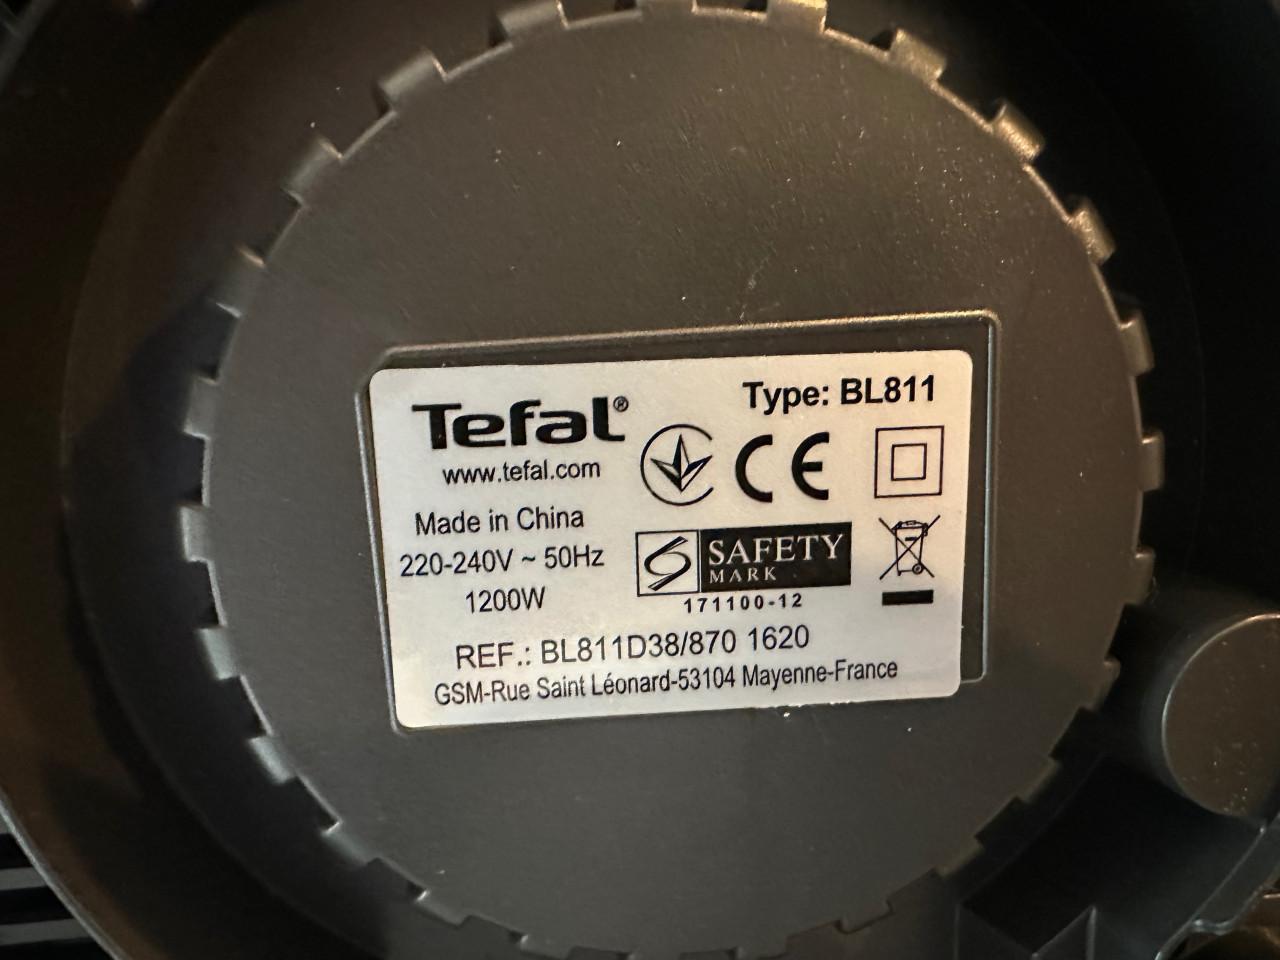 Tefal®
Type: BL811
www.tefal.com
CE
Made in China
220-240V ~ 50Hz
1200W
S SAFETY
MARK
171100-12
REF.: BL811D38/870 1620
GSM-Rue Saint Léonard-53104 Mayenne-France